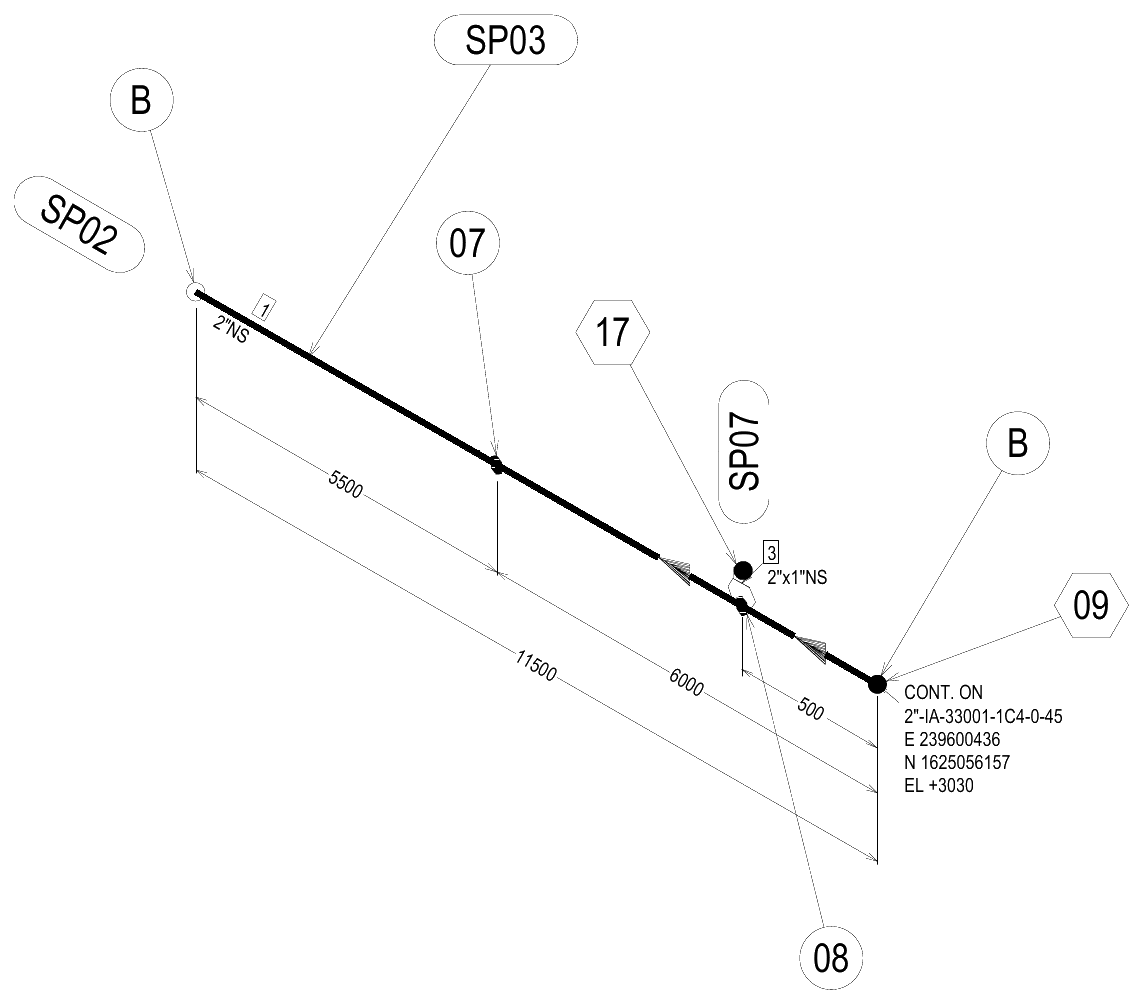 SP03
B
SP02
07
1
2"NS
17
SP07
B
5500
3
2"x1"NS
09
11500
6000
500
CONT. ON
2"-IA-33001-1C4-0-45
E 239600436
N 1625056157
EL +3030
08